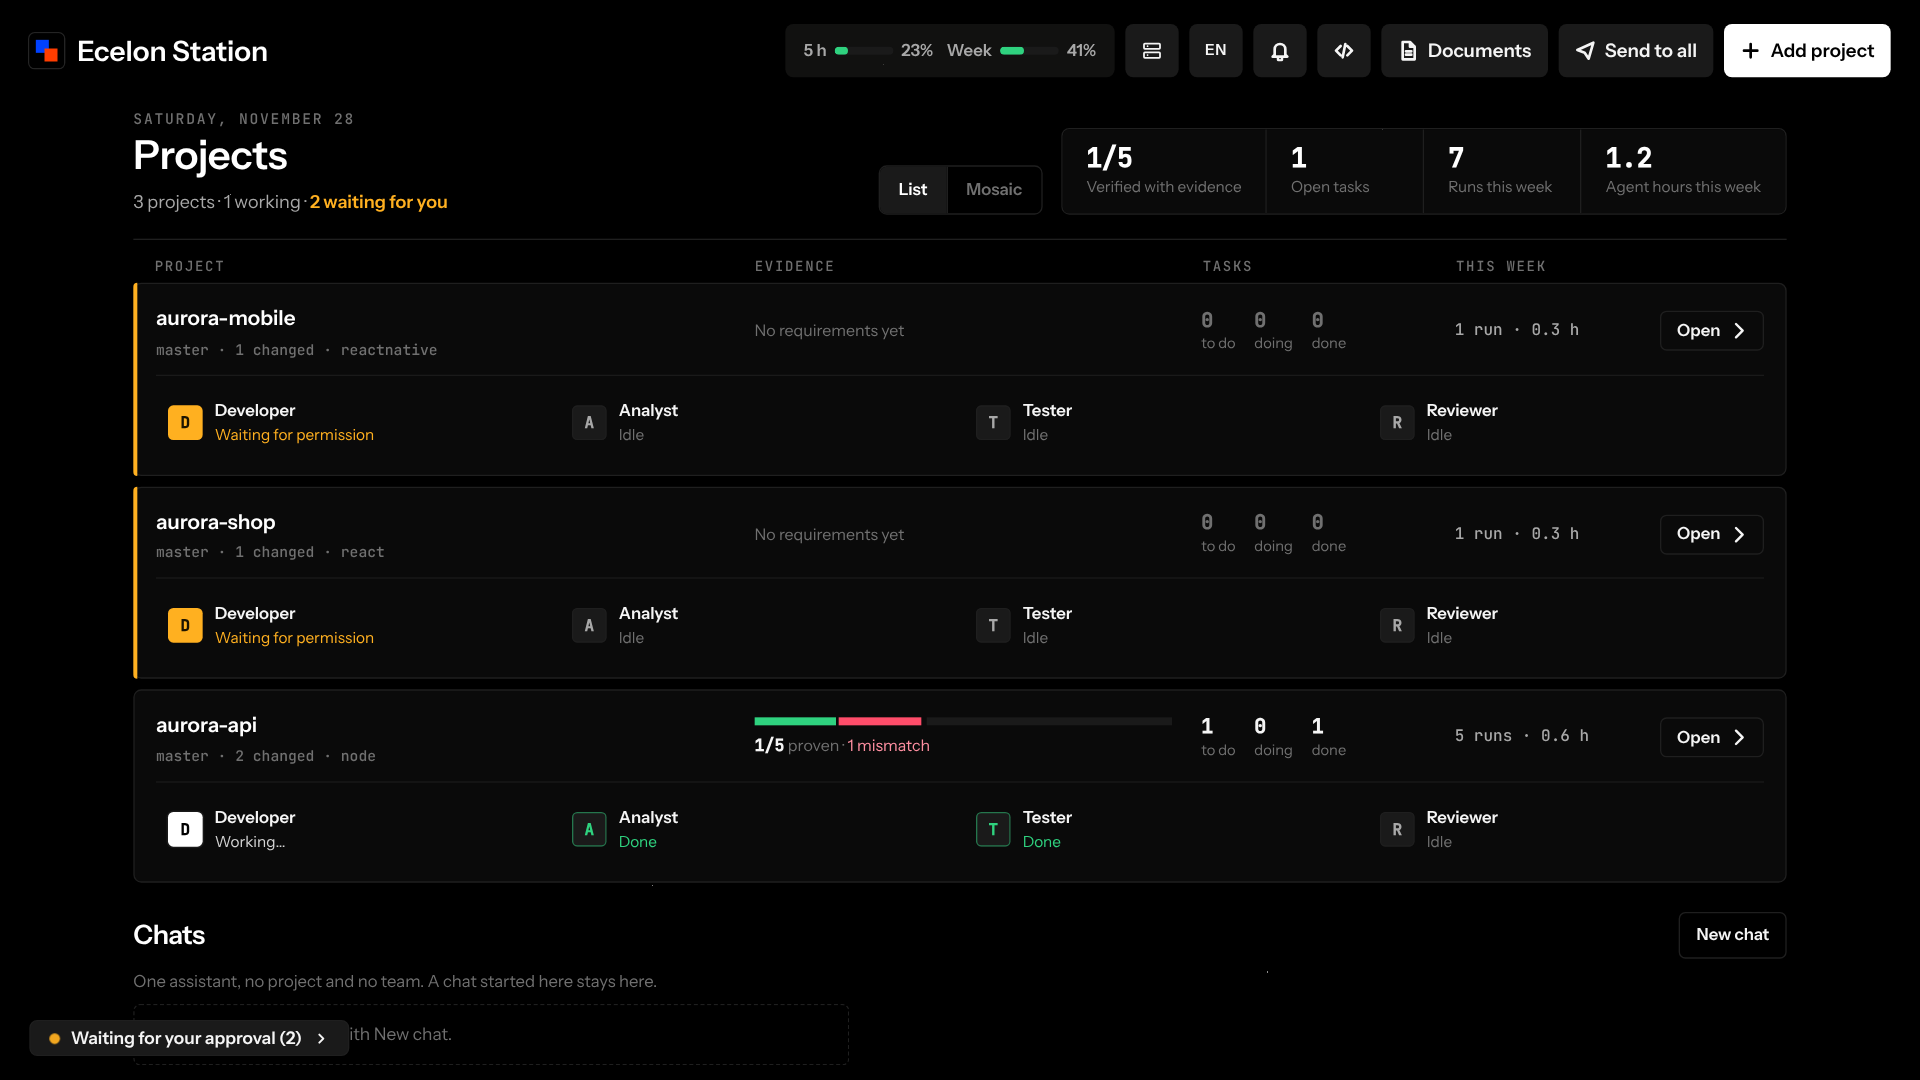 Ecelon Station
5 h 23% Week 41%
EN
Documents
Send to all
Add project
SATURDAY, NOVEMBER 28
Projects
3 projects · 1 working · 2 waiting for you
List
Mosaic
1/5
Verified with evidence
1
Open tasks
7
Runs this week
1.2
Agent hours this week
PROJECT EVIDENCE TASKS THIS WEEK
aurora-mobile
master · 1 changed · reactnative
No requirements yet
0 0 0
to do doing done
1 run · 0.3 h
Open
D
Developer
Waiting for permission
A
Analyst
Idle
T
Tester
Idle
R
Reviewer
Idle
aurora-shop
master · 1 changed · react
No requirements yet
0 0 0
to do doing done
1 run · 0.3 h
Open
D
Developer
Waiting for permission
A
Analyst
Idle
T
Tester
Idle
R
Reviewer
Idle
aurora-api
master · 2 changed · node
1/5 proven · 1 mismatch
1 0 1
to do doing done
5 runs · 0.6 h
Open
D
Developer
Working...
A
Analyst
Done
T
Tester
Done
R
Reviewer
Idle
Chats
New chat
One assistant, no project and no team. A chat started here stays here.
Waiting for your approval (2)
New chat.